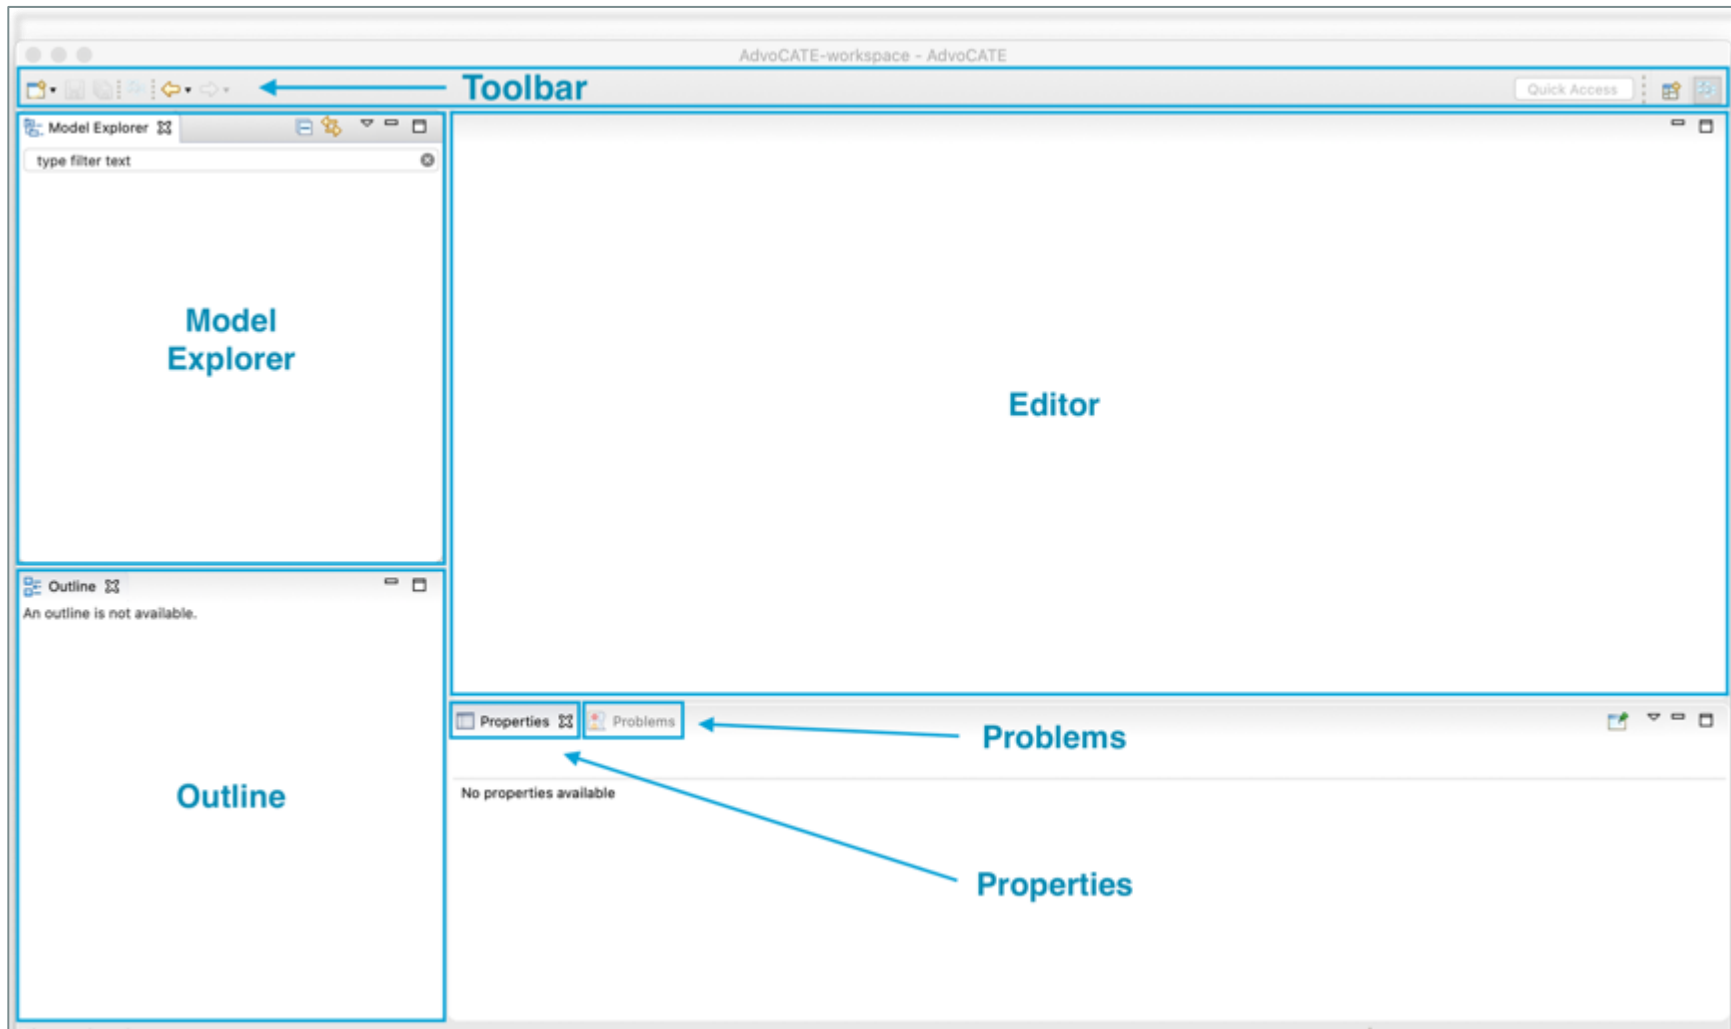 AdvoCATE-workspace - AdvoCATE
Toolbar
Quick Access
Model Explorer
type filter text
Model
Explorer
Editor
Outline
An outline is not available.
Outline
Properties
Problems
Problems
No properties available
Properties